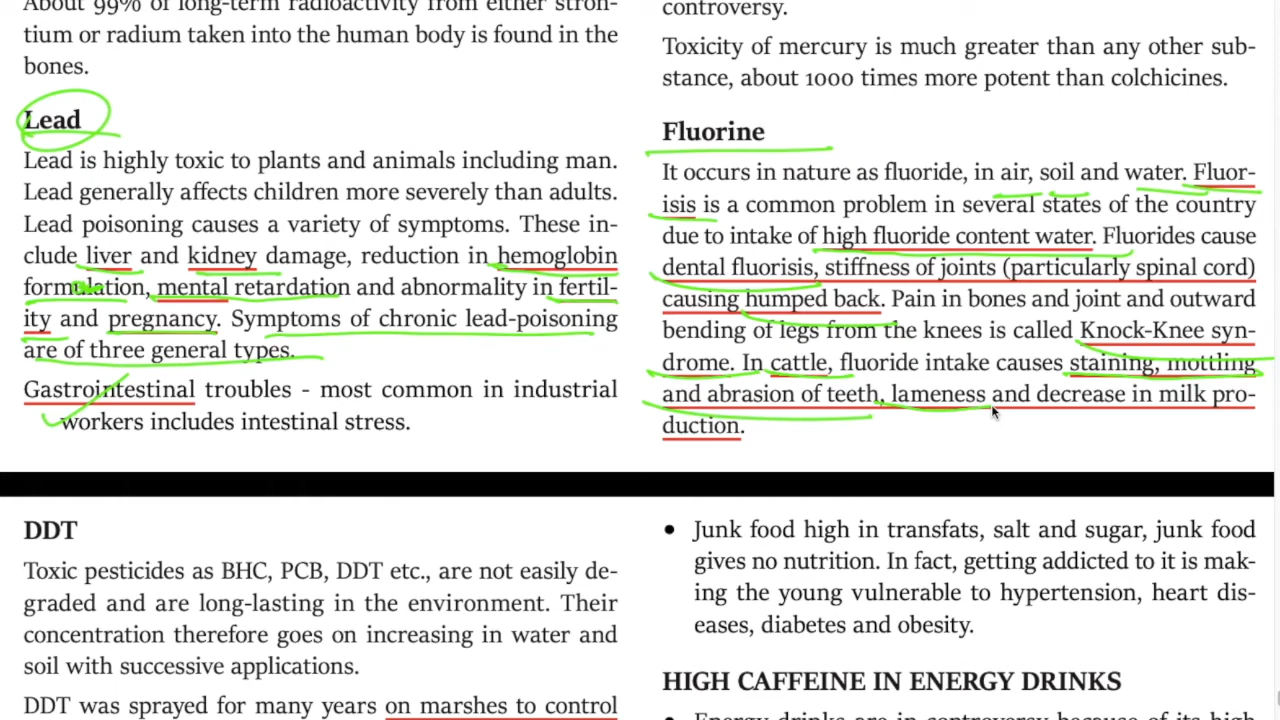 About 99% of long-term radioactivity from either stron-
tium or radium taken into the human body is found in the
bones.
Lead
Lead is highly toxic to plants and animals including man.
Lead generally affects children more severely than adults.
Lead poisoning causes a variety of symptoms. These in-
clude liver and kidney damage, reduction in hemoglobin
formulation, mental retardation and abnormality in fertil-
ity and pregnancy. Symptoms of chronic lead-poisoning
are of three general types.
Gastrointestinal troubles - most common in industrial
workers includes intestinal stress.
controversy.
Toxicity of mercury is much greater than any other sub-
stance, about 1000 times more potent than colchicines.
Fluorine
It occurs in nature as fluoride, in air, soil and water. Fluor-
isis is a common problem in several states of the country
due to intake of high fluoride content water. Fluorides cause
dental fluorisis, stiffness of joints (particularly spinal cord)
causing humped back. Pain in bones and joint and outward
bending of legs from the knees is called Knock-Knee syn-
drome. In cattle, fluoride intake causes staining, mottling
and abrasion of teeth, lameness and decrease in milk pro-
duction.
DDT
Toxic pesticides as BHC, PCB, DDT etc., are not easily de-
graded and are long-lasting in the environment. Their
concentration therefore goes on increasing in water and
soil with successive applications.
DDT was sprayed for many years on marshes to control
• Junk food high in transfats, salt and sugar, junk food
gives no nutrition. In fact, getting addicted to it is mak-
ing the young vulnerable to hypertension, heart dis-
eases, diabetes and obesity.
HIGH CAFFEINE IN ENERGY DRINKS
• Energy drinks are in controversy because of its high